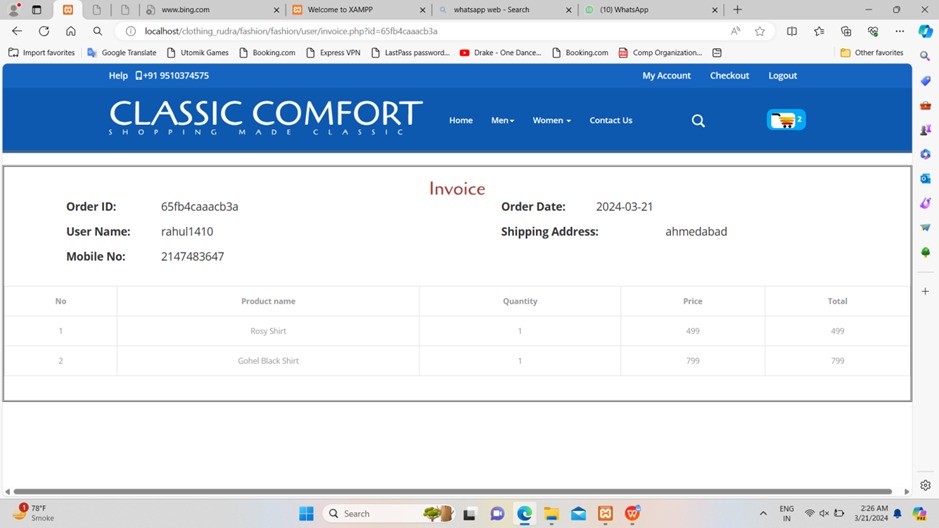 www.bing.com
Welcome to XAMPP
whatsapp web - Search
(10) WhatsApp
localhost/clothing_rudra/fashion/fashion/user/invoice.php?id=65fb4caaacb3a
Import favorites Google Translate Utomik Games Booking.com Express VPN LastPass password... Drake - One Dance... Booking.com Comp Organization... Other favorites
Help +91 9510374575 My Account Checkout Logout
CLASSIC COMFORT
SHOPPING MADE CLASSIC
Home Men Women Contact Us 2
Invoice
Order ID: 65fb4caaacb3a Order Date: 2024-03-21
User Name: rahul1410 Shipping Address: ahmedabad
Mobile No: 2147483647
No Product name Quantity Price Total
1 Rosy Shirt 1 499 499
2 Gohel Black Shirt 1 799 799
1 78°F
Smoke
Search
ENG
IN
2:26 AM
3/21/2024